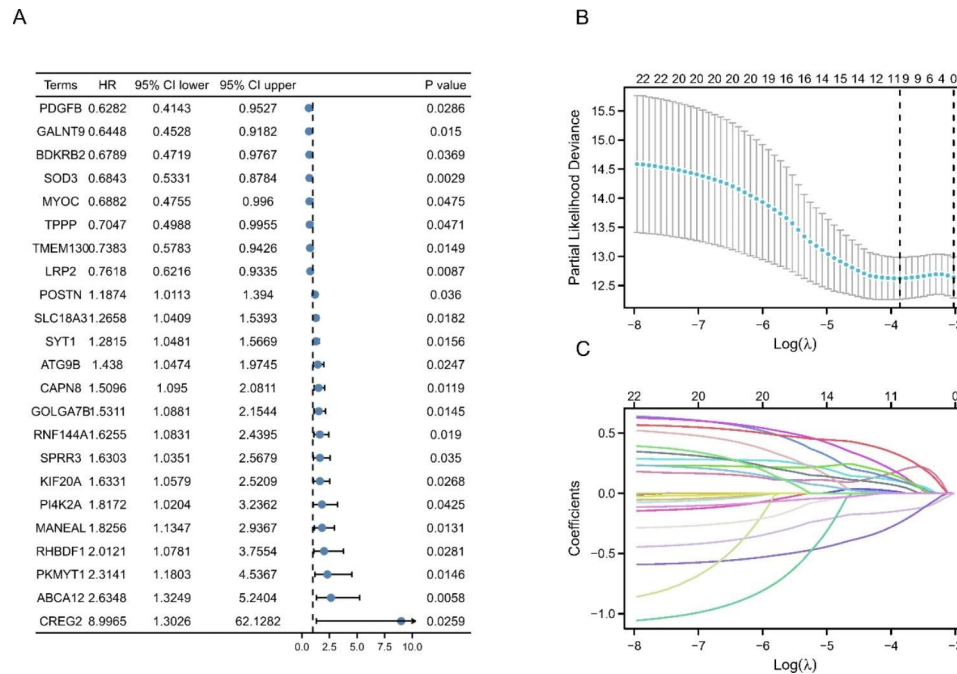 A
Terms HR 95% CI lower 95% CI upper P value
PDGFB 0.6282 0.4143 0.9527 0.0286
GALNT9 0.6448 0.4528 0.9182 0.015
BDKRB2 0.6789 0.4719 0.9767 0.0369
SOD3 0.6843 0.5331 0.8784 0.0029
MYOC 0.6882 0.4755 0.996 0.0475
TPPP 0.7047 0.4988 0.9955 0.0471
TMEM130 0.7383 0.5783 0.9426 0.0149
LRP2 0.7618 0.6216 0.9335 0.0087
POSTN 1.1874 1.0113 1.394 0.036
SLC18A3 1.2658 1.0409 1.5393 0.0182
SYT1 1.2815 1.0481 1.5669 0.0156
ATG9B 1.438 1.0474 1.9745 0.0247
CAPN8 1.5096 1.095 2.0811 0.0119
GOLGA7B 1.5311 1.0881 2.1544 0.0145
RNF144A 1.6255 1.0831 2.4395 0.019
SPRR3 1.6303 1.0351 2.5679 0.035
KIF20A 1.6331 1.0579 2.5209 0.0268
PI4K2A 1.8172 1.0204 3.2362 0.0425
MANEAL 1.8256 1.1347 2.9367 0.0131
RHBDF1 2.0121 1.0781 3.7554 0.0281
PKMYT1 2.3141 1.1803 4.5367 0.0146
ABCA12 2.6348 1.3249 5.2404 0.0058
CREG2 8.9965 1.3026 62.1282 0.0259
0.0 2.5 5.0 7.5 10.0
B
22 22 20 20 20 20 20 19 16 16 14 15 14 14 12 11 9 9 6 4 0
Partial Likelihood Deviance
15.5
14.5
13.5
13.0
12.5
−8 −7 −6 −5 −4
Log(λ)
C
22 20 20 14 11 0
Coefficients
0.5
0.0
−0.5
−1.0
−8 −7 −6 −5 −4
Log(λ)